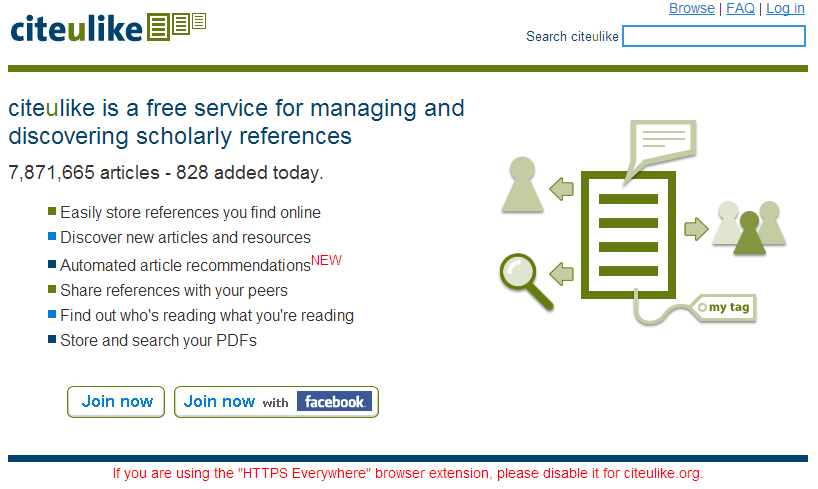 citeulike
Browse | FAQ | Log in
Search citeulike
citeulike is a free service for managing and
discovering scholarly references
7,871,665 articles - 828 added today.
Easily store references you find online
Discover new articles and resources
Automated article recommendationsNEW
Share references with your peers
Find out who's reading what you're reading
Store and search your PDFs
my tag
Join now
Join now with facebook
If you are using the "HTTPS Everywhere" browser extension, please disable it for citeulike.org.